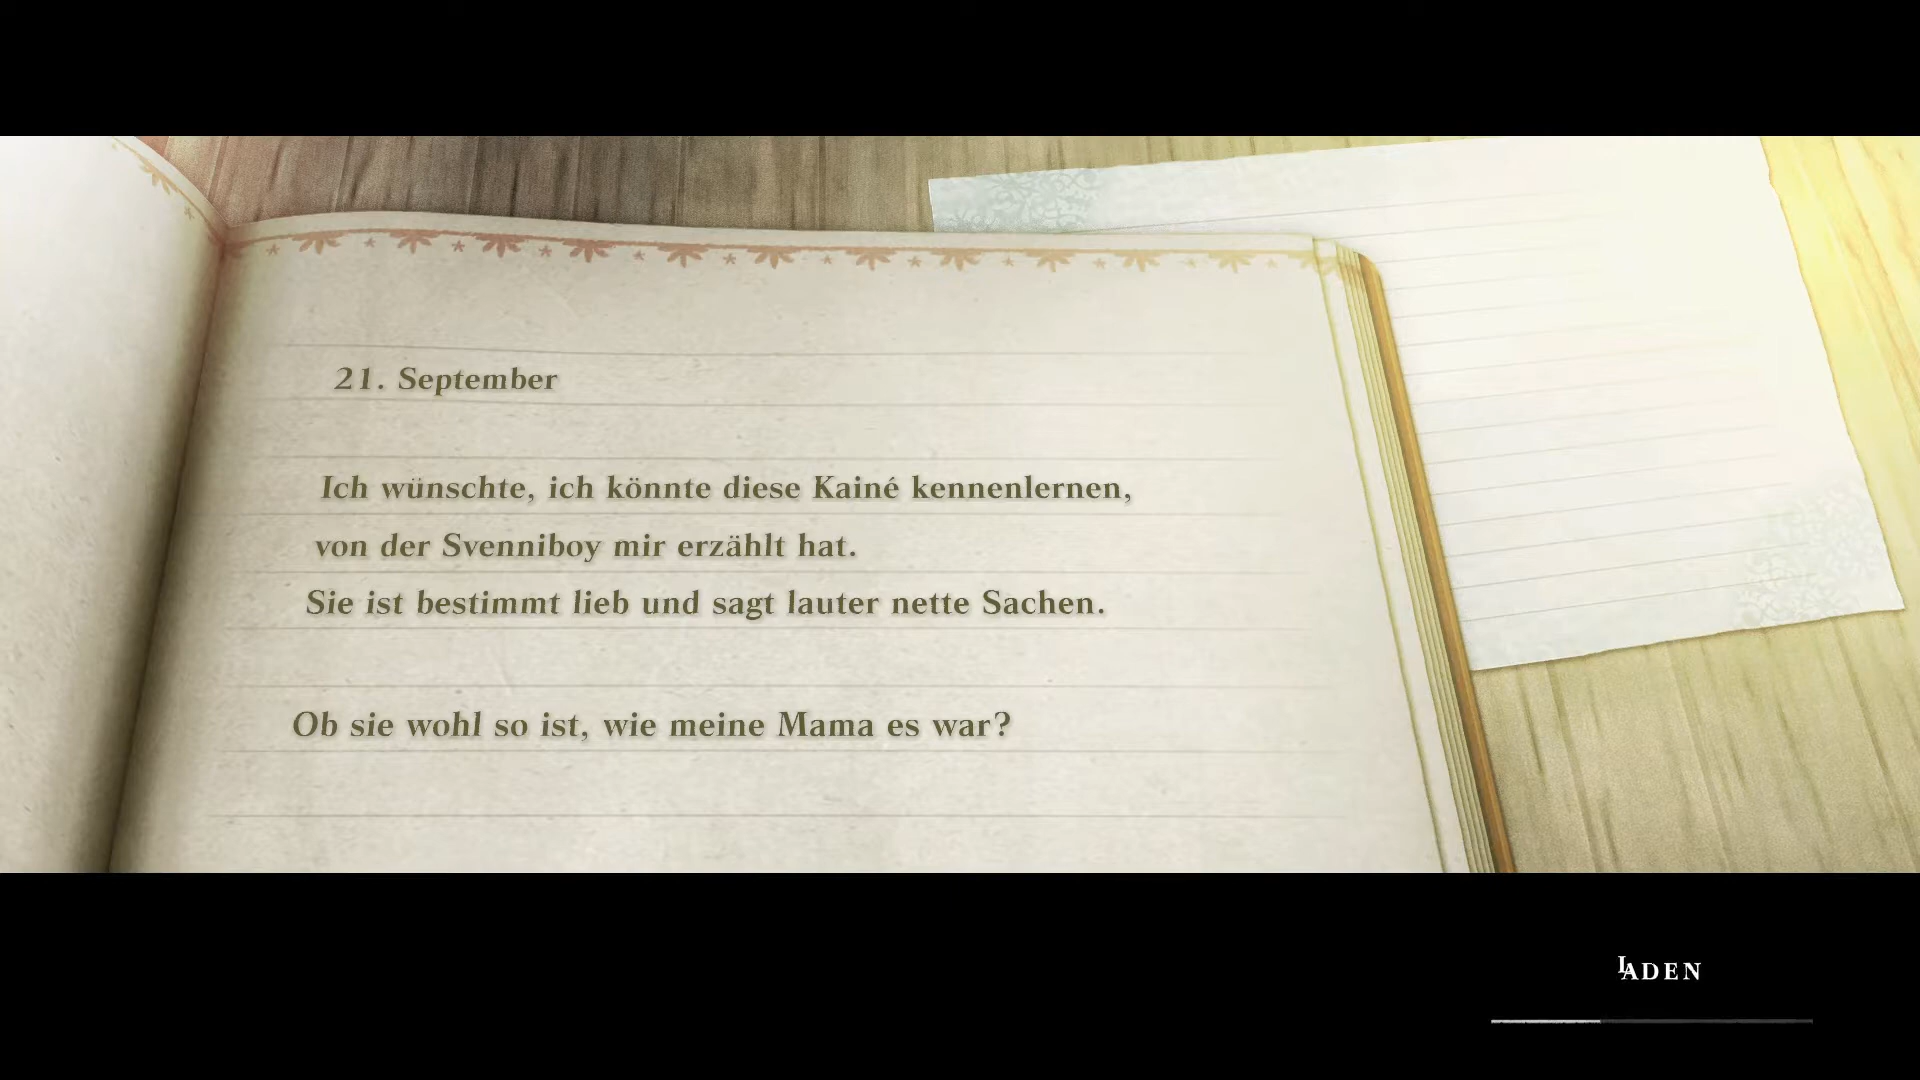 21. September
Ich wünschte, ich könnte diese Kainé kennenlernen,
von der Svenniboy mir erzählt hat.
Sie ist bestimmt lieb und sagt lauter nette Sachen.
Ob sie wohl so ist, wie meine Mama es war?
LADEN